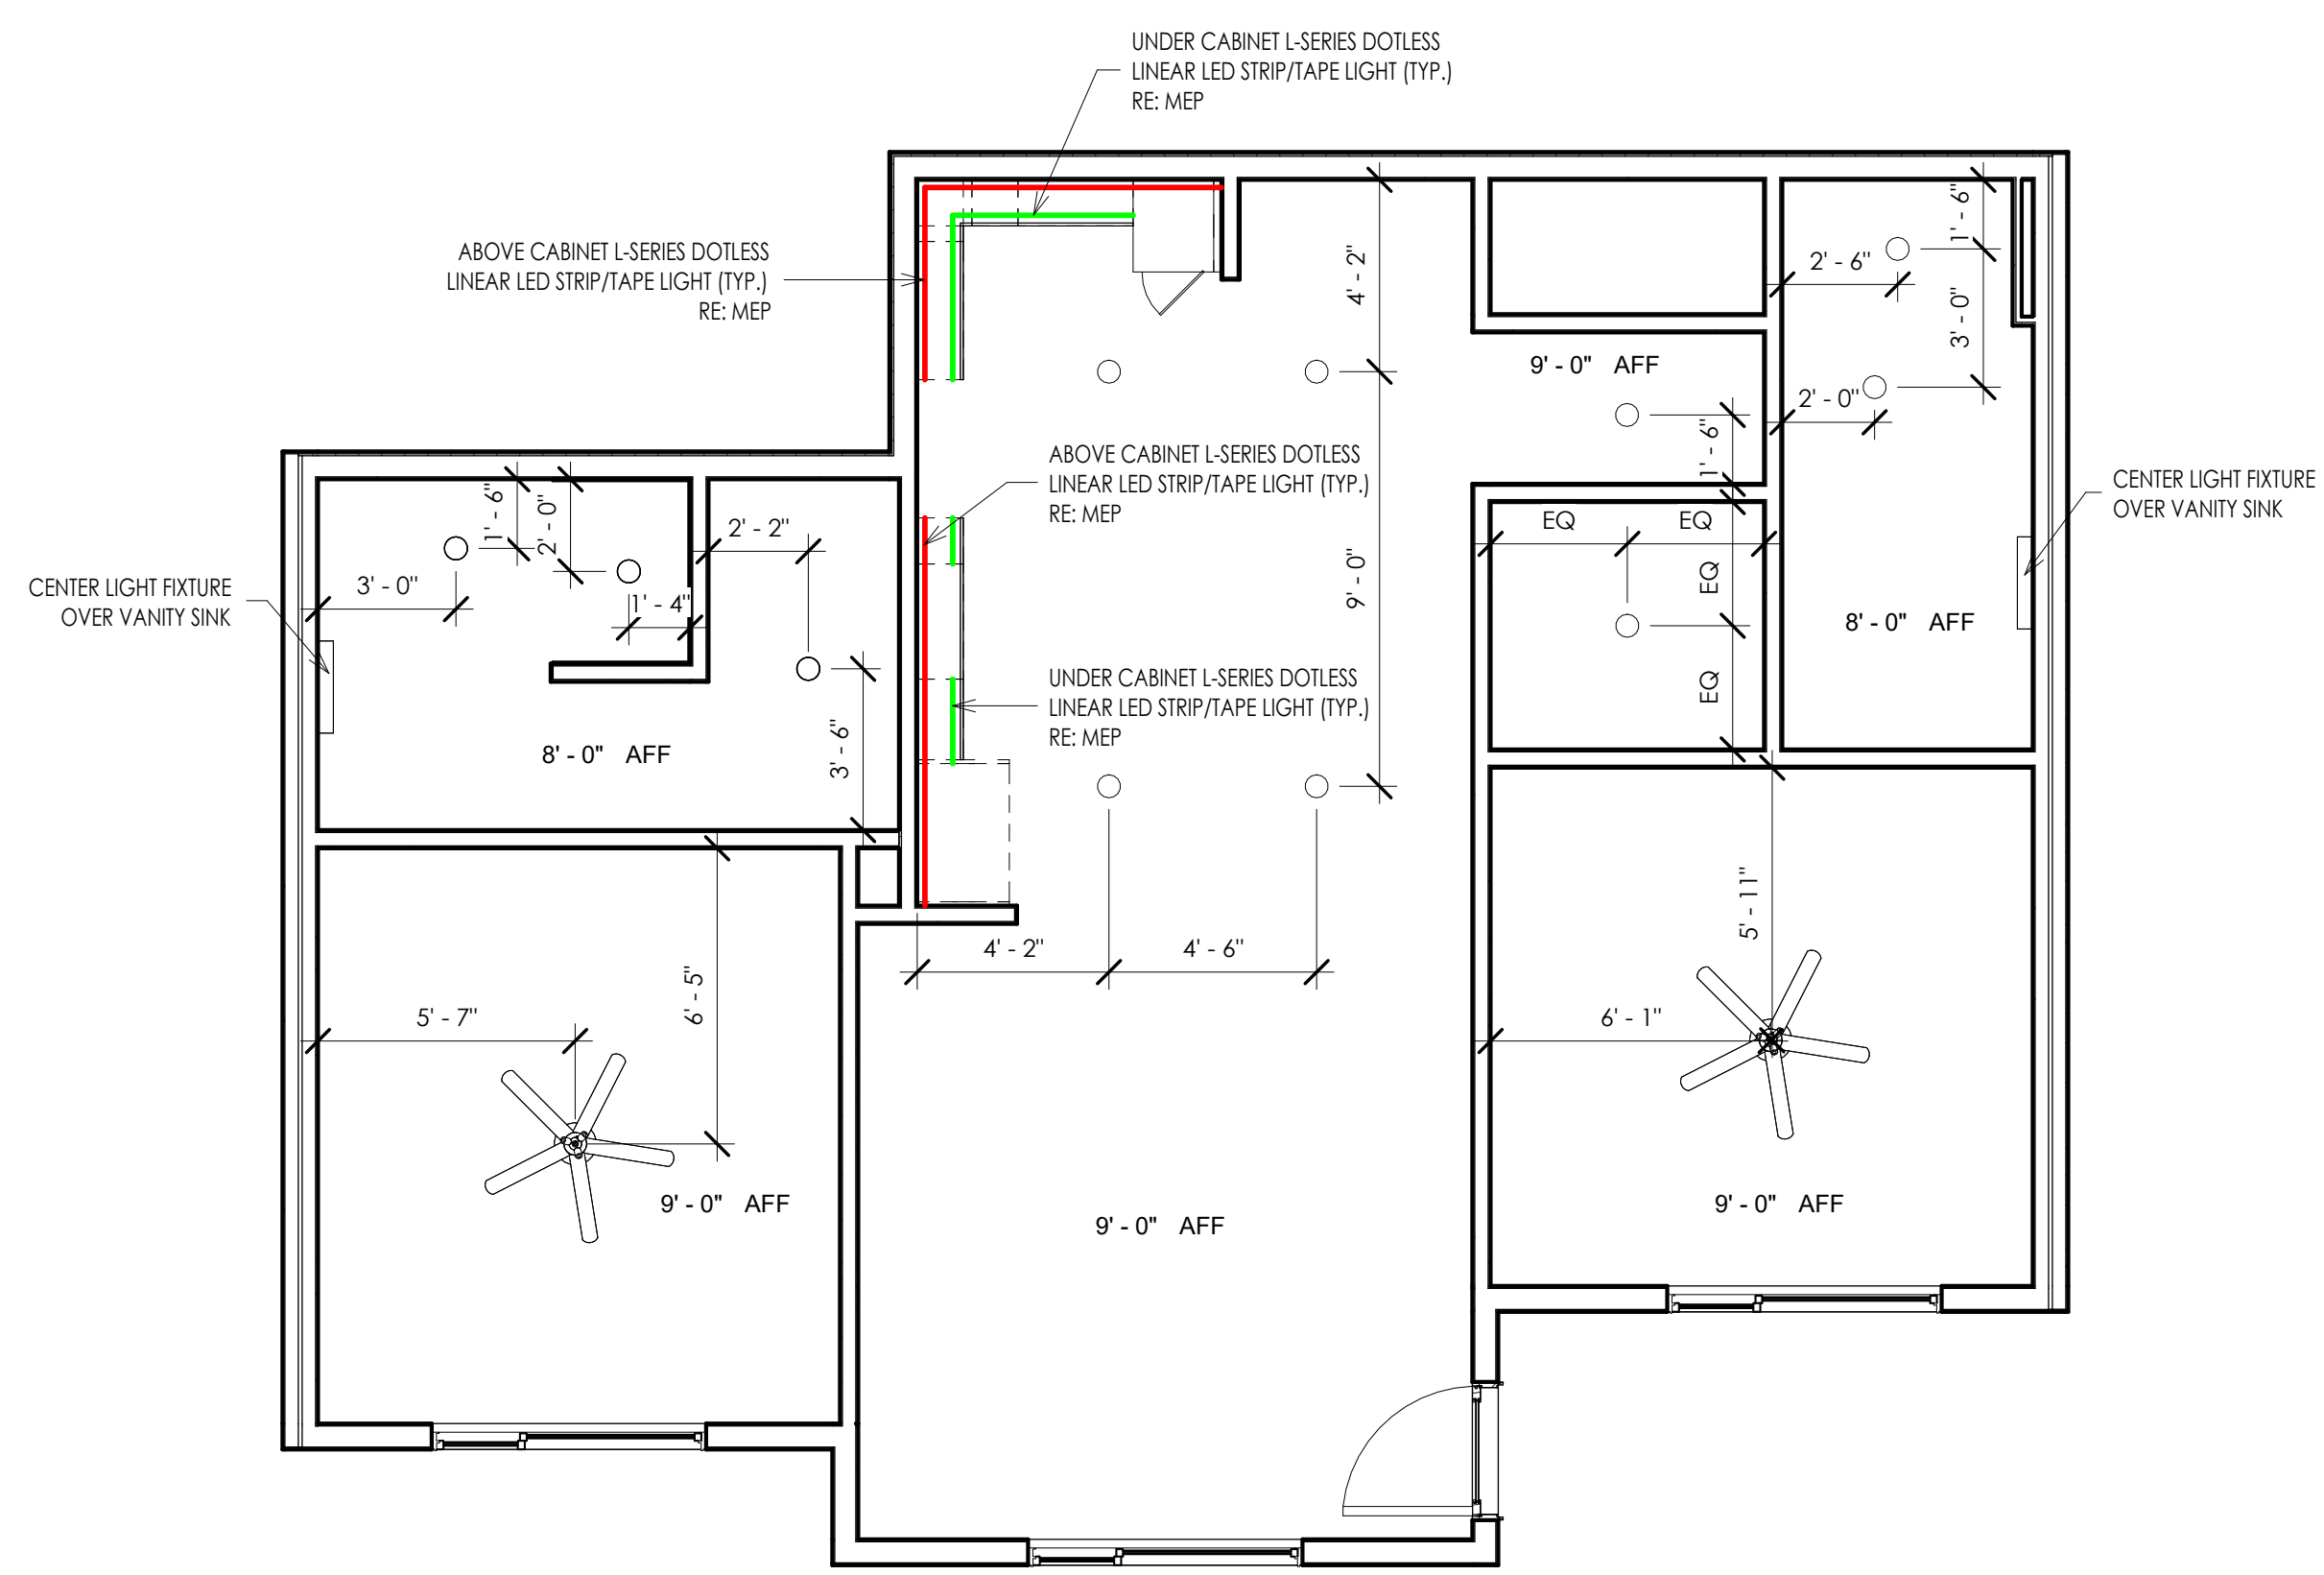 UNDER CABINET L-SERIES DOTLESS
LINEAR LED STRIP/TAPE LIGHT (TYP.)
RE: MEP
ABOVE CABINET L-SERIES DOTLESS
LINEAR LED STRIP/TAPE LIGHT (TYP.)
RE: MEP
4' - 2"
1' - 6"
2' - 6"
3' - 0"
9' - 0" AFF
2' - 0"
1' - 6"
ABOVE CABINET L-SERIES DOTLESS
LINEAR LED STRIP/TAPE LIGHT (TYP.)
RE: MEP
CENTER LIGHT FIXTURE
OVER VANITY SINK
1' - 6"
2' - 0"
2' - 2"
EQ
EQ
EQ
EQ
9' - 0"
CENTER LIGHT FIXTURE
OVER VANITY SINK
3' - 0"
1' - 4"
8' - 0" AFF
UNDER CABINET L-SERIES DOTLESS
LINEAR LED STRIP/TAPE LIGHT (TYP.)
RE: MEP
8' - 0" AFF
3' - 6"
4' - 2"
4' - 6"
5' - 11"
5' - 7"
6' - 5"
6' - 1"
9' - 0" AFF
9' - 0" AFF
9' - 0" AFF